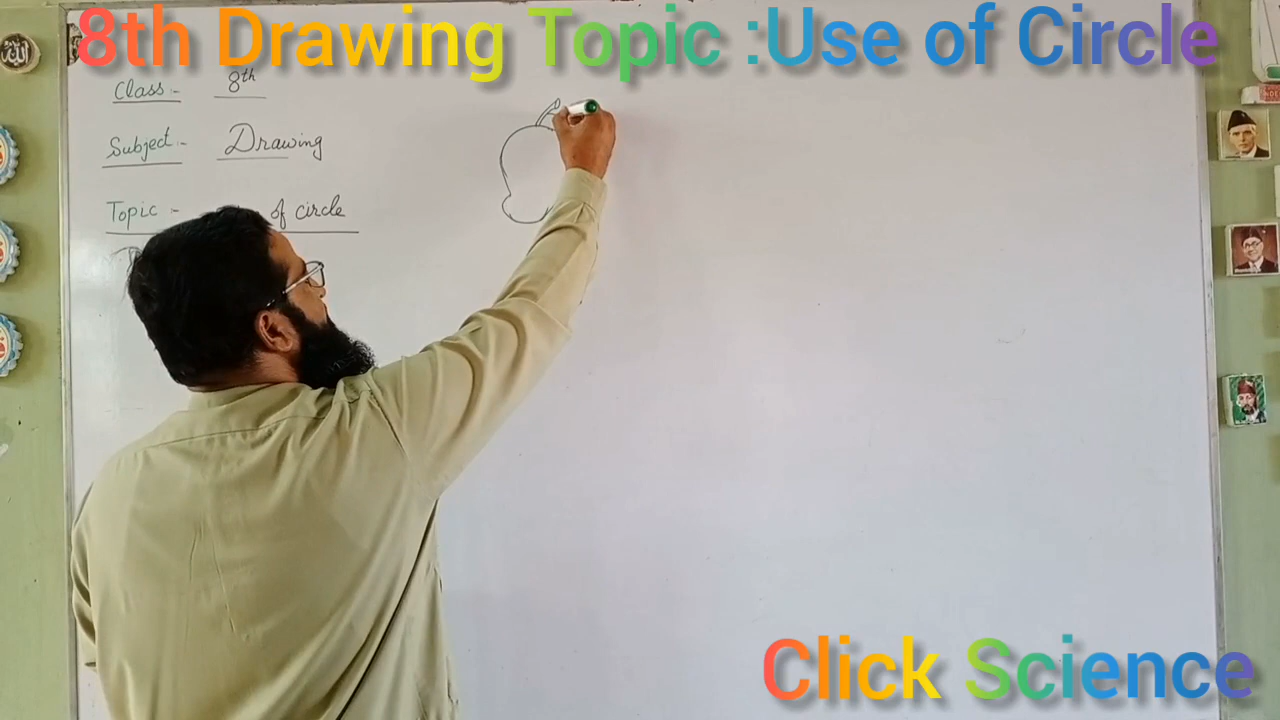 8th Drawing Topic :Use of Circle
Class :- 8th
Subject :- Drawing
Topic :- of circle
Click Science